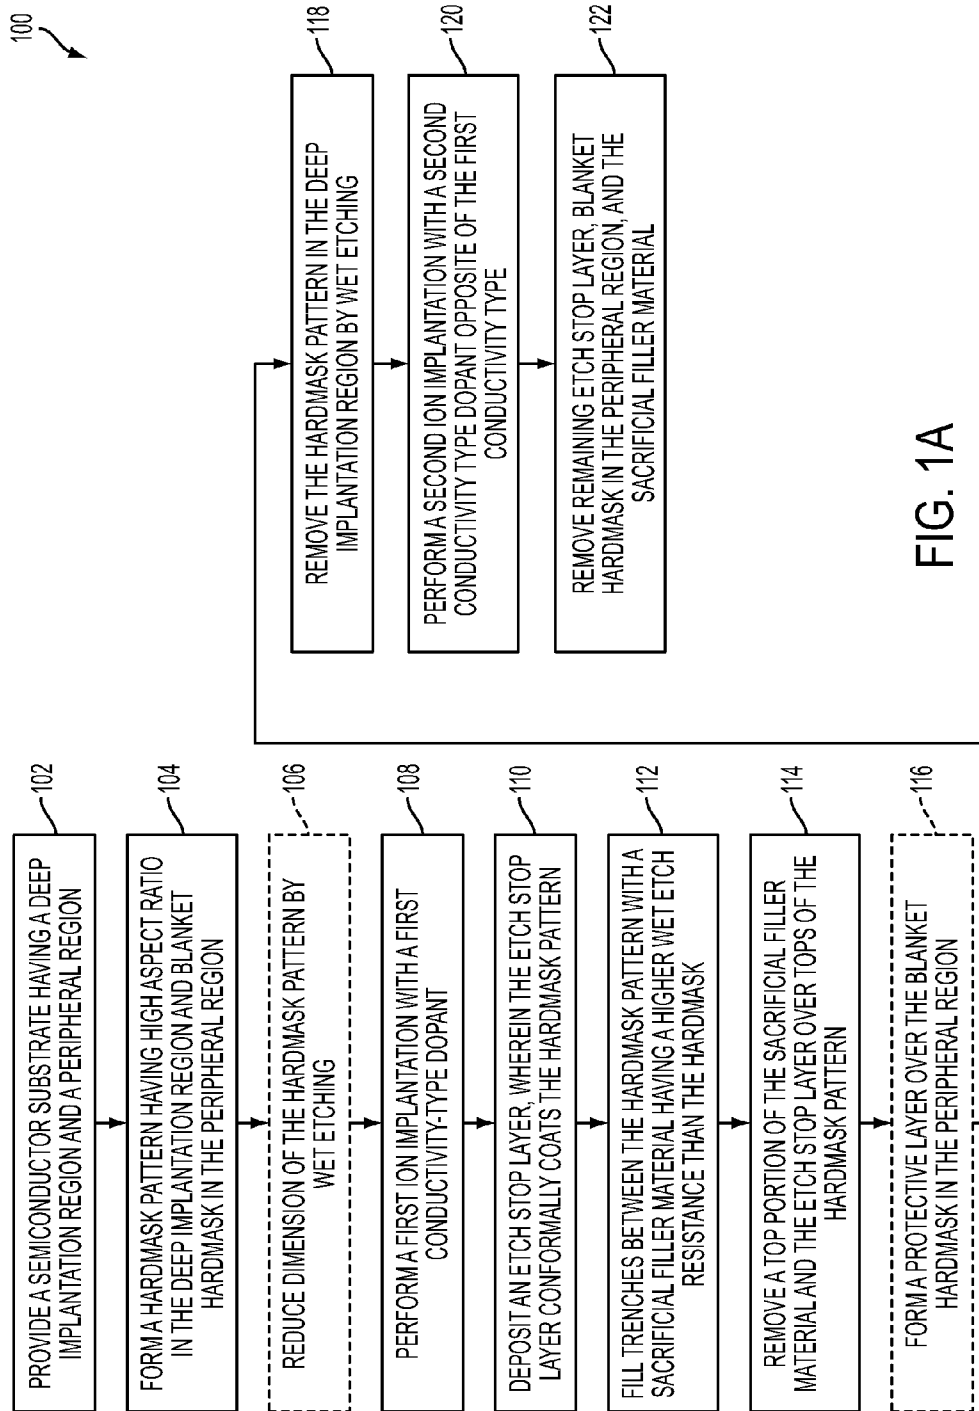 100
102
PROVIDE A SEMICONDUCTOR SUBSTRATE HAVING A DEEP
IMPLANTATION REGION AND A PERIPHERAL REGION
104
FORM A HARDMASK PATTERN HAVING HIGH ASPECT RATIO
IN THE DEEP IMPLANTATION REGION AND BLANKET
HARDMASK IN THE PERIPHERAL REGION
106
REDUCE DIMENSION OF THE HARDMASK PATTERN BY
WET ETCHING
108
PERFORM A FIRST ION IMPLANTATION WITH A FIRST
CONDUCTIVITY-TYPE DOPANT
110
DEPOSIT AN ETCH STOP LAYER, WHEREIN THE ETCH STOP
LAYER CONFORMALLY COATS THE HARDMASK PATTERN
112
FILL TRENCHES BETWEEN THE HARDMASK PATTERN WITH A
SACRIFICIAL FILLER MATERIAL HAVING A HIGHER WET ETCH
RESISTANCE THAN THE HARDMASK
114
REMOVE A TOP PORTION OF THE SACRIFICIAL FILLER
MATERIAL AND THE ETCH STOP LAYER OVER TOPS OF THE
HARDMASK PATTERN
116
FORM A PROTECTIVE LAYER OVER THE BLANKET
HARDMASK IN THE PERIPHERAL REGION
118
REMOVE THE HARDMASK PATTERN IN THE DEEP
IMPLANTATION REGION BY WET ETCHING
120
PERFORM A SECOND ION IMPLANTATION WITH A SECOND
CONDUCTIVITY TYPE DOPANT OPPOSITE OF THE FIRST
CONDUCTIVITY TYPE
122
REMOVE REMAINING ETCH STOP LAYER, BLANKET
HARDMASK IN THE PERIPHERAL REGION, AND THE
SACRIFICIAL FILLER MATERIAL
FIG. 1A